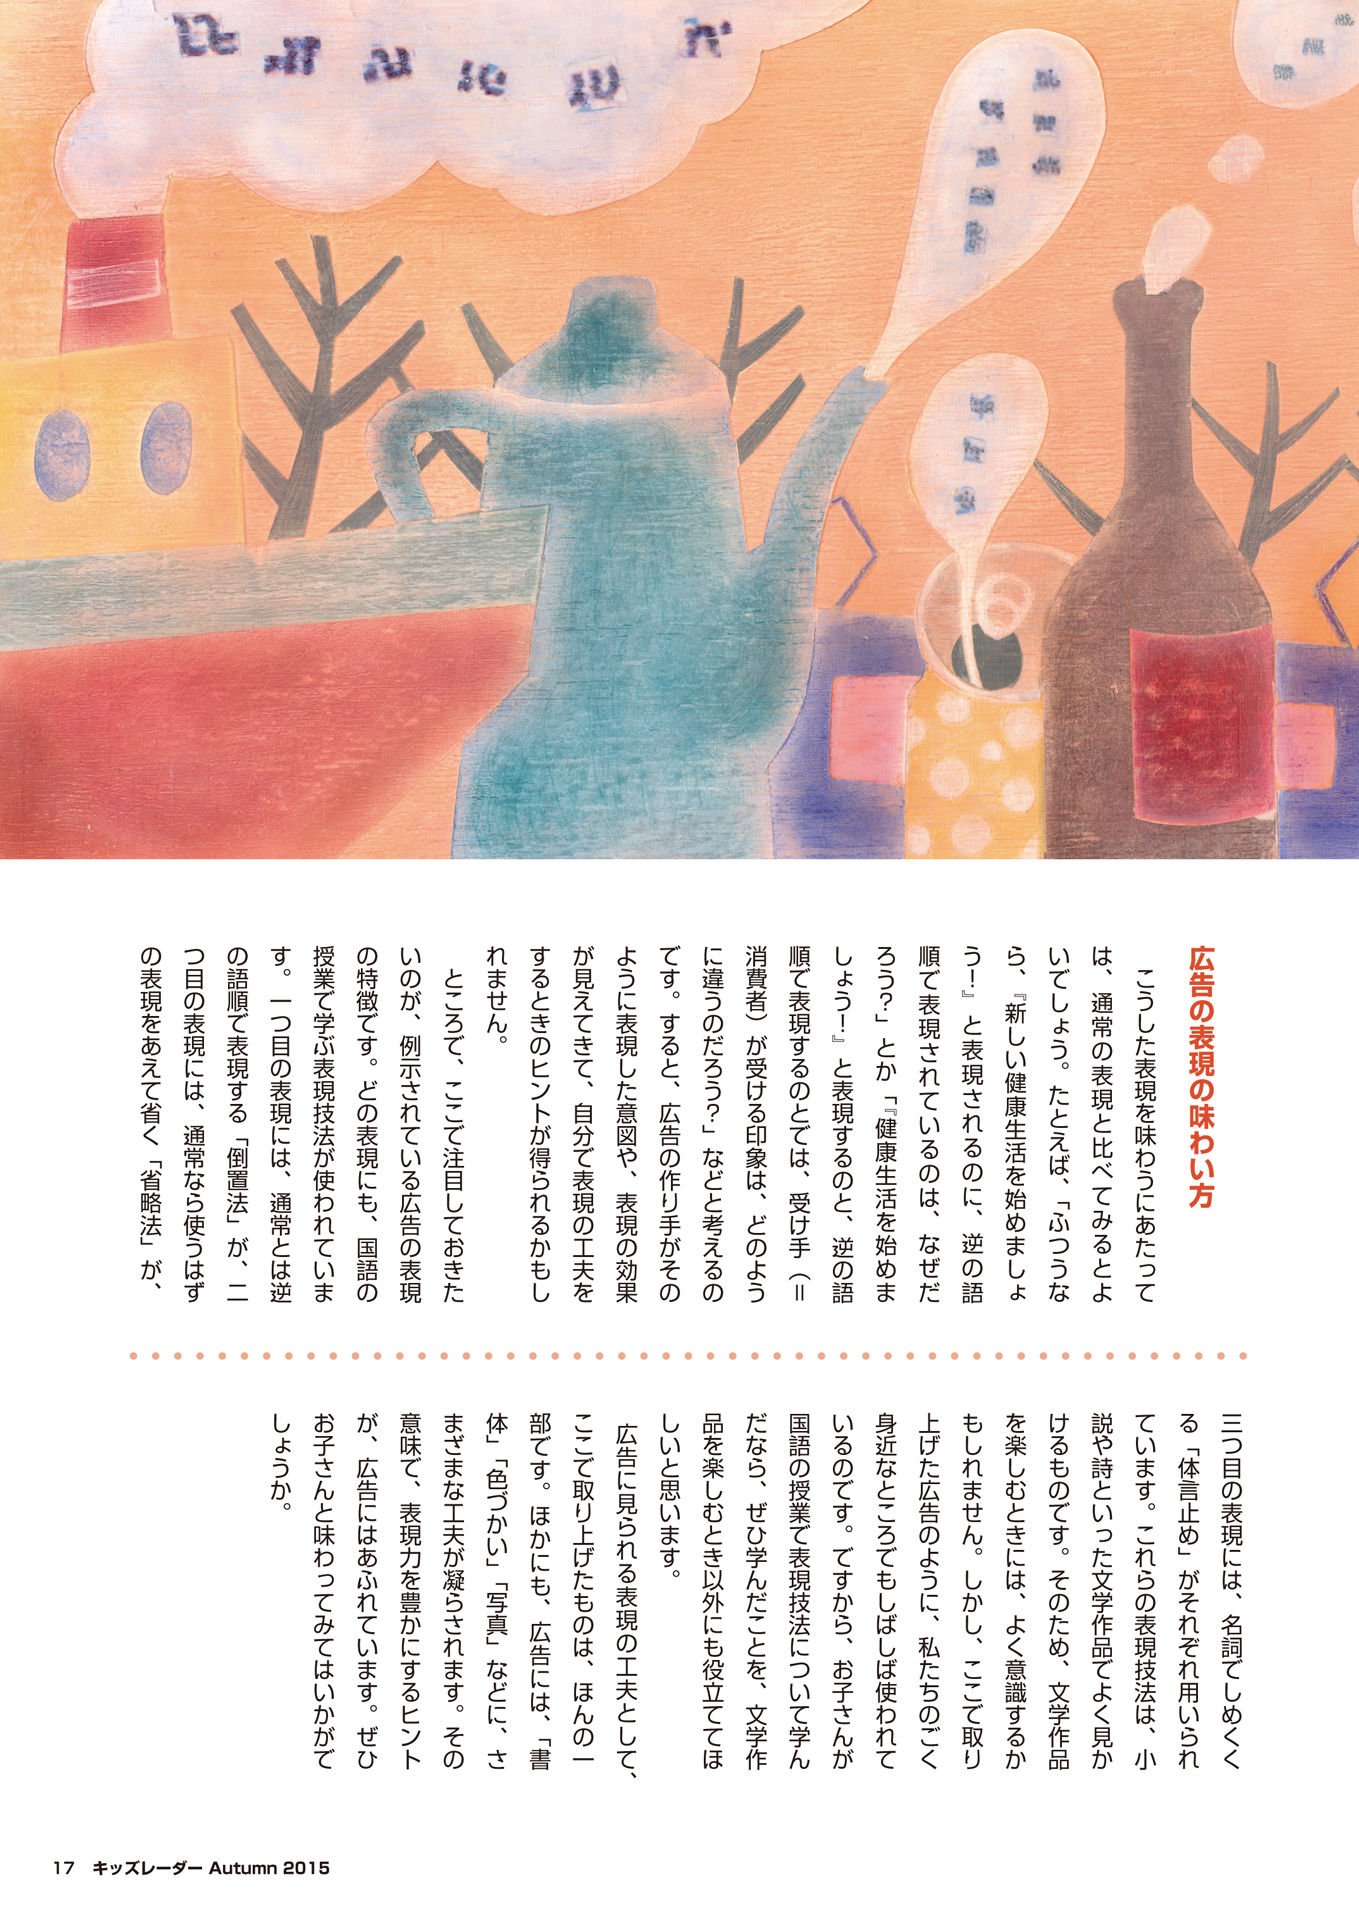 広告の表現の味わい方
こうした表現を味わうにあたって
は、通常の表現と比べてみるとよ
いでしょう。たとえば、「ふつうな
ら、『新しい健康生活を始めましょ
う！』と表現されるのに、逆の語
順で表現されているのは、なぜだ
ろう？」とか「『健康生活を始めま
しょう！』と表現するのと、逆の語
順で表現するのとでは、受け手（＝
消費者）が受ける印象は、どのよう
に違うのだろう？」などと考えるの
です。すると、広告の作り手がその
ように表現した意図や、表現の効果
が見えてきて、自分で表現の工夫を
するときのヒントが得られるかもし
れません。
ところで、ここで注目しておきた
いのが、例示されている広告の表現
の特徴です。どの表現にも、国語の
授業で学ぶ表現技法が使われていま
す。一つ目の表現には、通常とは逆
の語順で表現する「倒置法」が、二
つ目の表現には、通常なら使うはず
の表現をあえて省く「省略法」が、
三つ目の表現には、名詞でしめくく
る「体言止め」がそれぞれ用いられ
ています。これらの表現技法は、小
説や詩といった文学作品でよく見か
けるものです。そのため、文学作品
を楽しむときには、よく意識するか
もしれません。しかし、ここで取り
上げた広告のように、私たちのごく
身近なところでもしばしば使われて
いるのです。ですから、お子さんが
国語の授業で表現技法について学ん
だなら、ぜひ学んだことを、文学作
品を楽しむとき以外にも役立ててほ
しいと思います。
広告に見られる表現の工夫として、
ここで取り上げたものは、ほんの一
部です。ほかにも、広告には、「書
体」「色づかい」「写真」などに、さ
まざまな工夫が凝らされます。その
意味で、表現力を豊かにするヒント
が、広告にはあふれています。ぜひ
お子さんと味わってみてはいかがで
しょうか。
17 キッズレーダー Autumn 2015